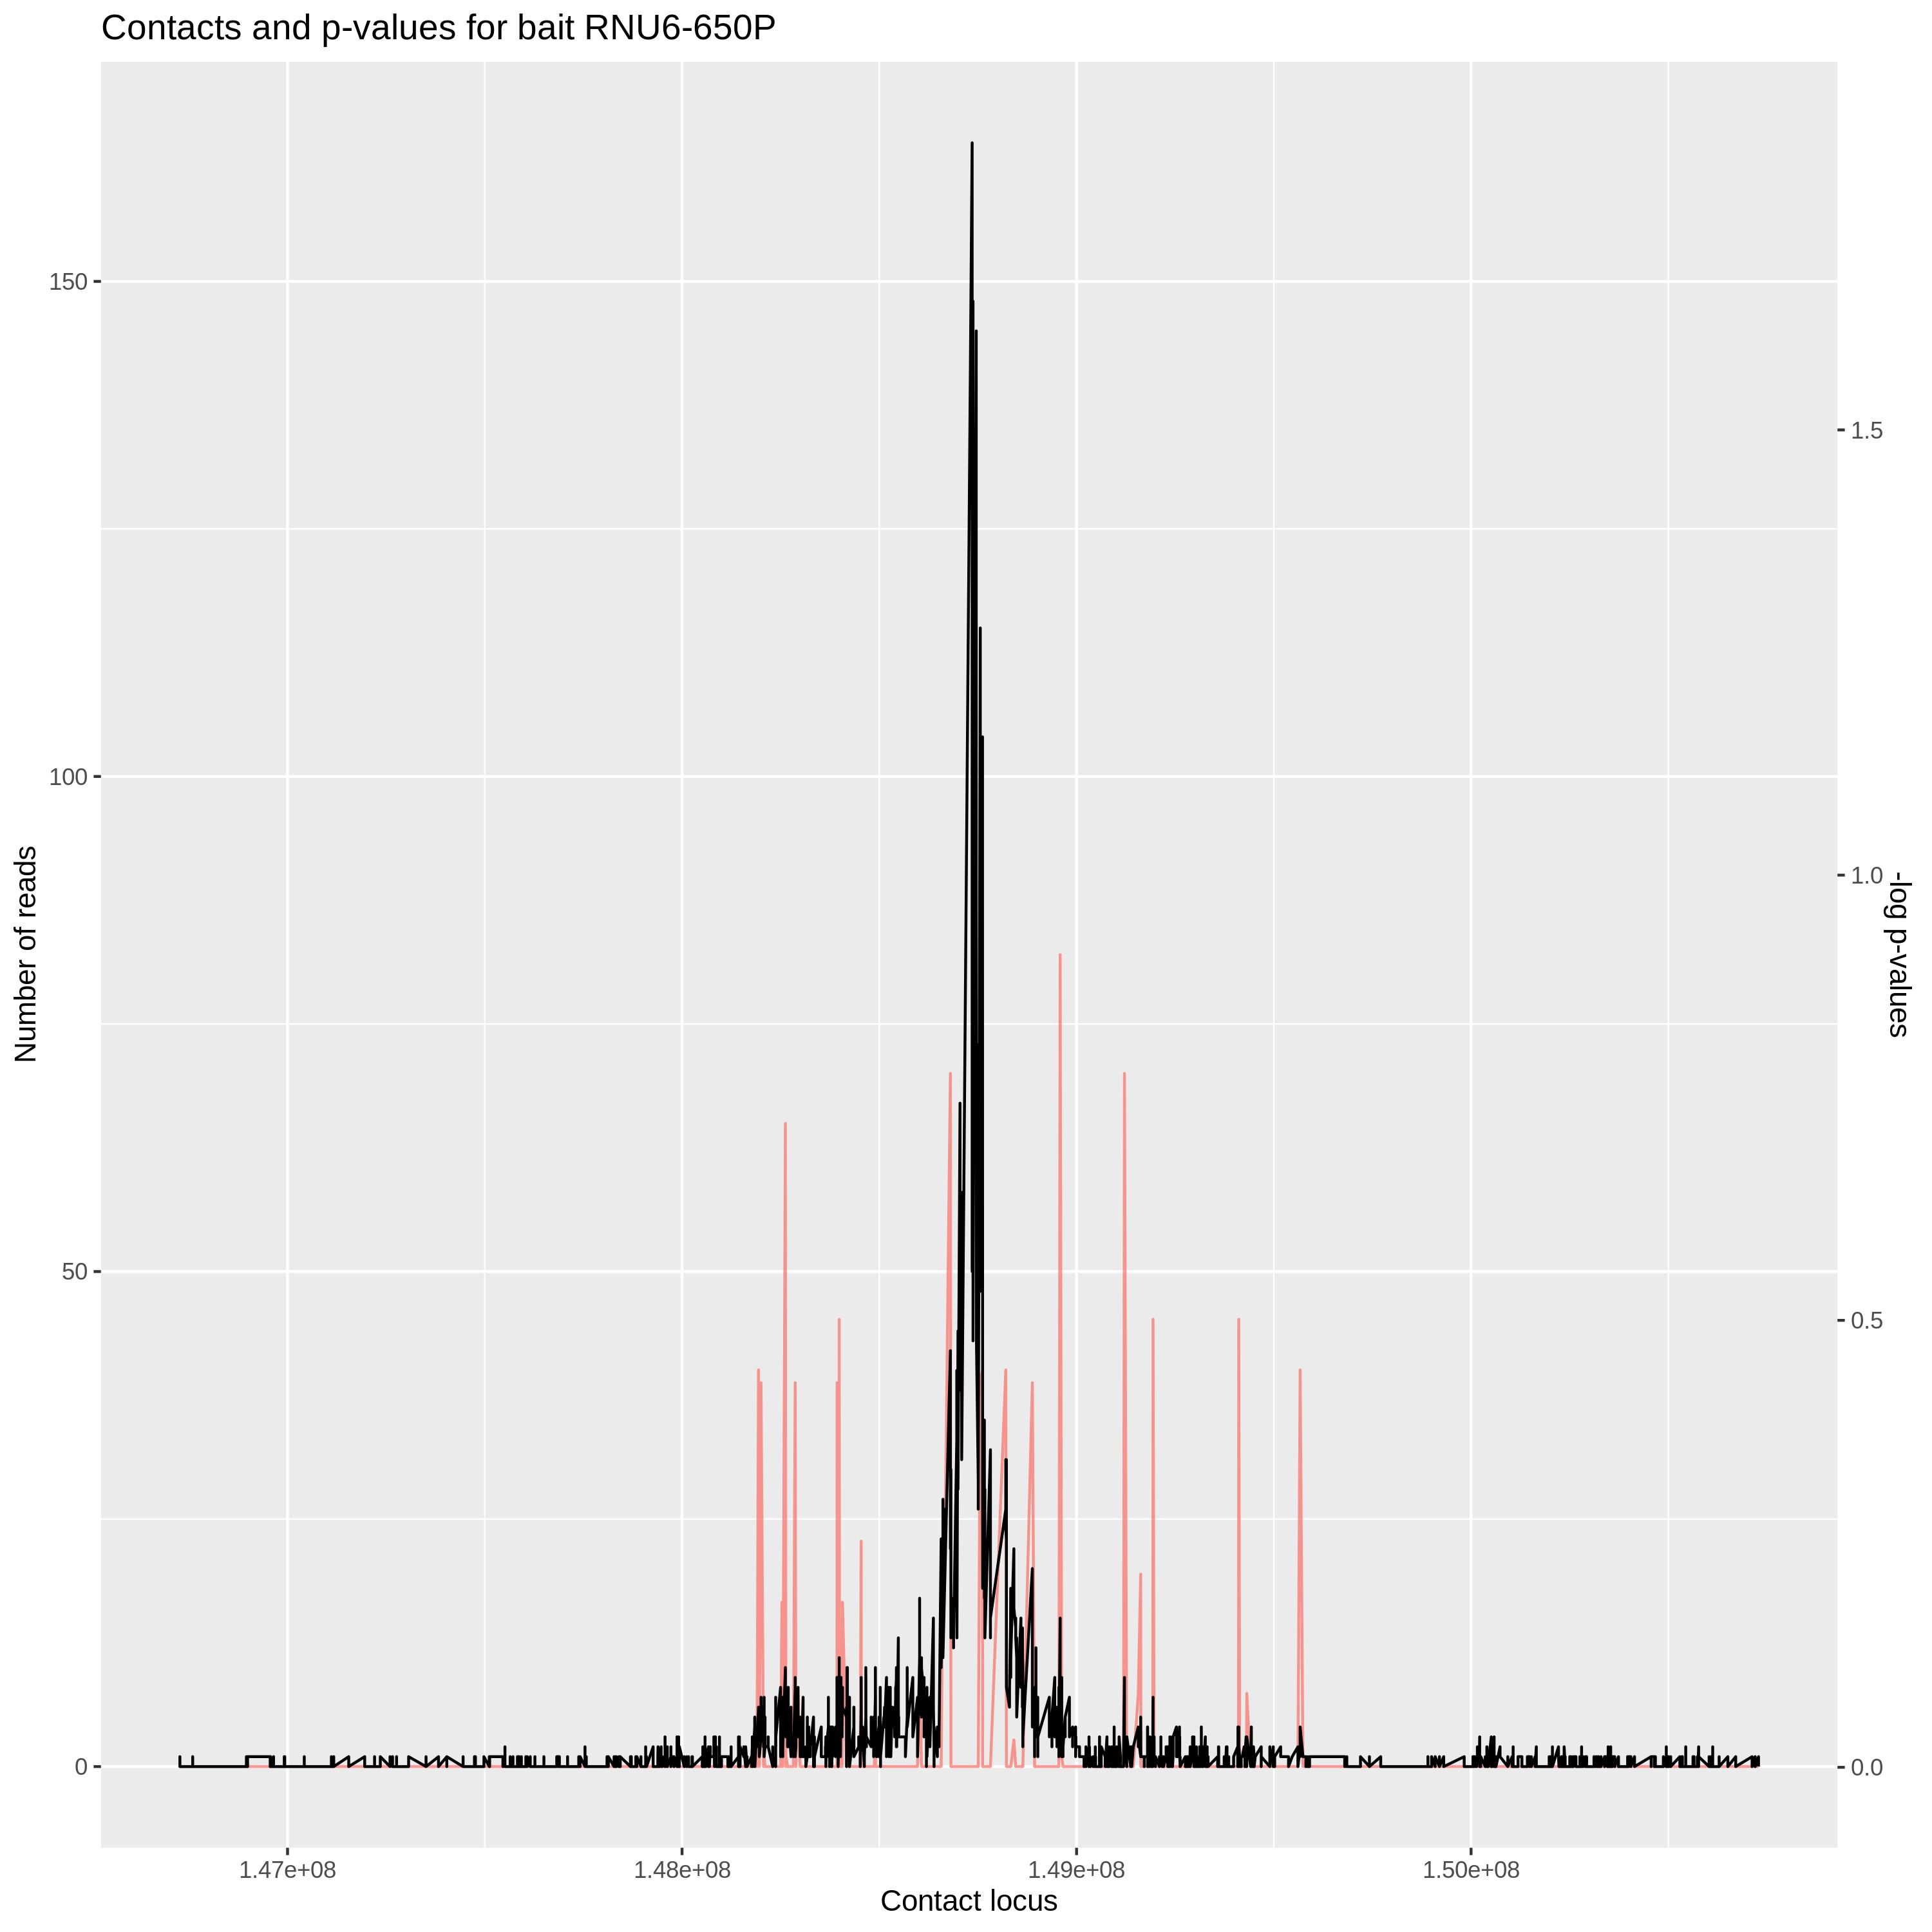 Contacts and p-values for bait RNU6-650P
150
100
50
0
Number of reads
1.5
1.0
0.5
0.0
-log p-values
1.47e+08
1.48e+08
1.49e+08
1.50e+08
Contact locus